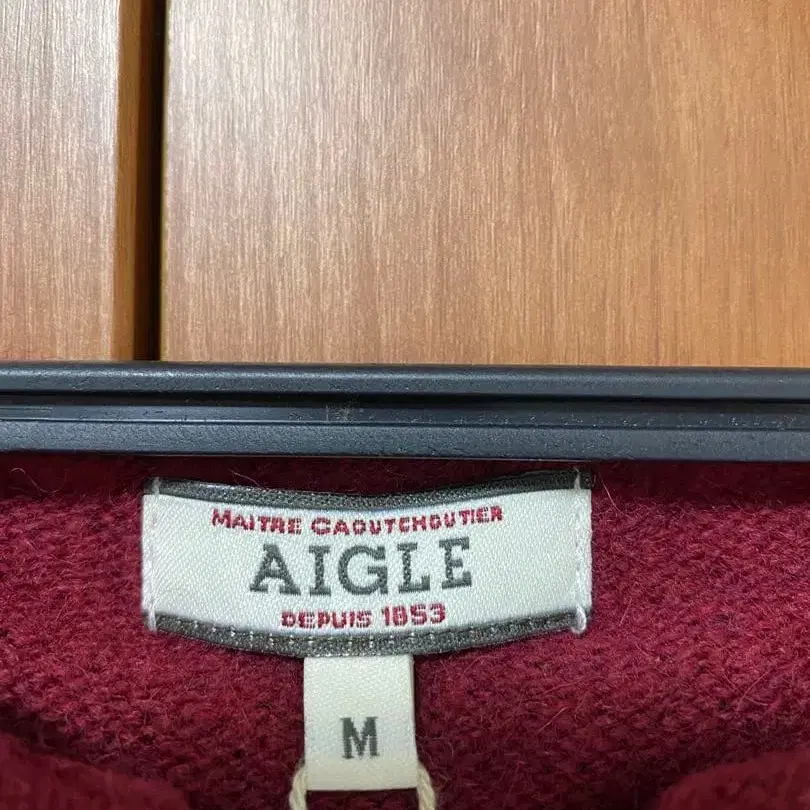 MAITRE CAOUTCHOUTIER
AIGLE
DEPUIS 1853
M